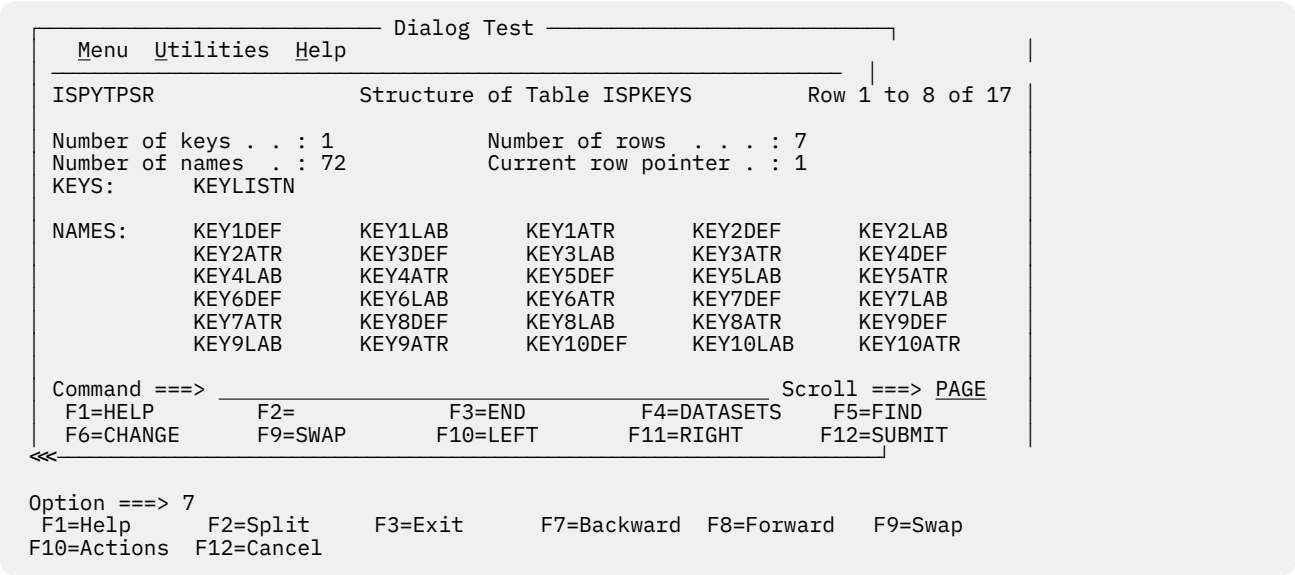 Dialog Test
Menu  Utilities  Help
ISPYTPSR                Structure of Table ISPKEYS         Row 1 to 8 of 17
Number of keys . . : 1            Number of rows  . . . : 7
Number of names  . : 72           Current row pointer . : 1
KEYS:      KEYLISTN
NAMES:     KEY1DEF      KEY1LAB      KEY1ATR      KEY2DEF      KEY2LAB
KEY2ATR      KEY3DEF      KEY3LAB      KEY3ATR      KEY4DEF
KEY4LAB      KEY4ATR      KEY5DEF      KEY5LAB      KEY5ATR
KEY6DEF      KEY6LAB      KEY6ATR      KEY7DEF      KEY7LAB
KEY7ATR      KEY8DEF      KEY8LAB      KEY8ATR      KEY9DEF
KEY9LAB      KEY9ATR      KEY10DEF     KEY10LAB     KEY10ATR
Command ===> ___________________________________________ Scroll ===> PAGE
F1=HELP        F2=            F3=END         F4=DATASETS    F5=FIND
F6=CHANGE      F9=SWAP       F10=LEFT       F11=RIGHT      F12=SUBMIT
<<<
Option ===> 7
F1=Help      F2=Split     F3=Exit      F7=Backward  F8=Forward   F9=Swap
F10=Actions  F12=Cancel